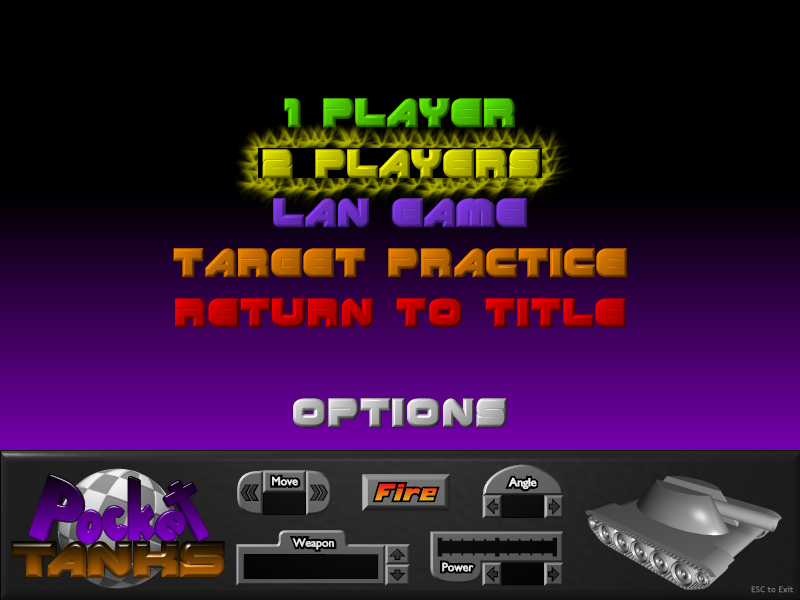 1 PLAYER
2 PLAYERS
LAN GAME
TARGET PRACTICE
RETURN TO TITLE
OPTIONS
Pocket
TANKS
Move
Fire
Angle
Weapon
Power
ESC to Exit